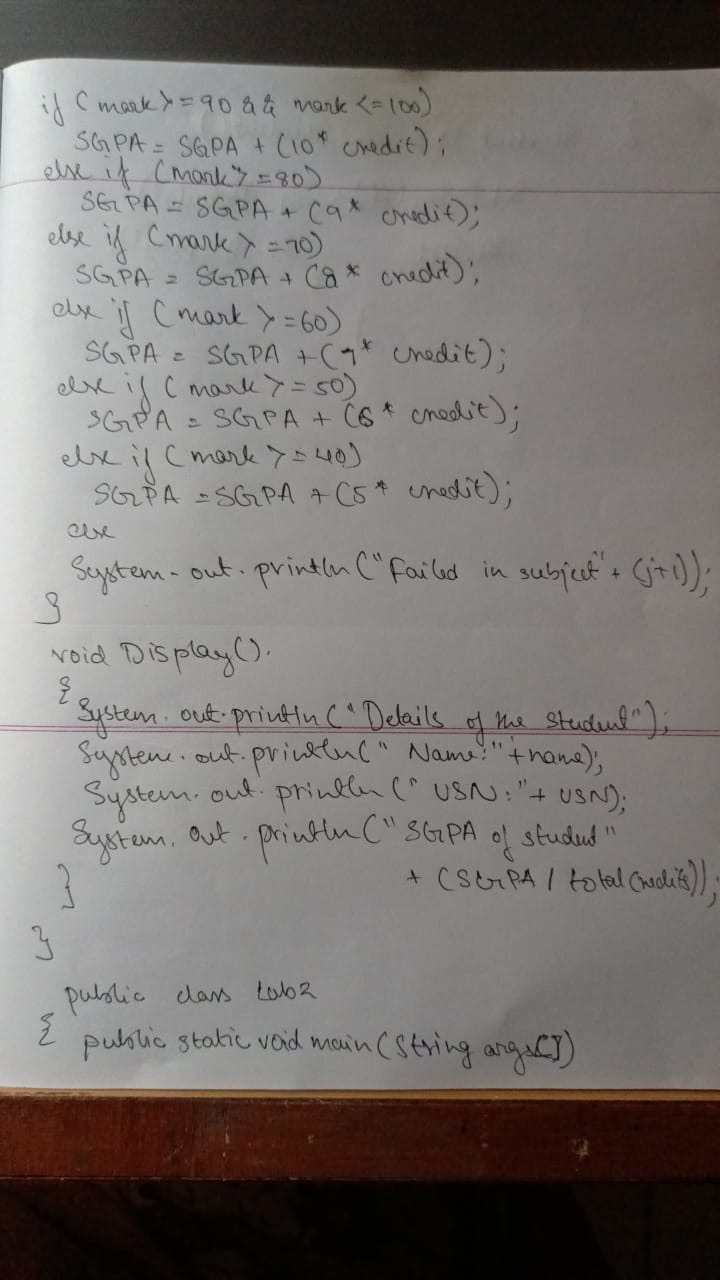 if (mark >= 90 && mark <= 100)
SGPA = SGPA + (10* credit);
else if (mark >= 80)
SGPA = SGPA + (9* credit);
else if (mark >= 70)
SGPA = SGPA + (8* credit);
else if (mark >= 60)
SGPA = SGPA + (7* credit);
else if (mark >= 50)
SGPA = SGPA + (6* credit);
else if (mark >= 40)
SGPA = SGPA + (5* credit);
else
System.out.println("Failed in subject" + (j+1));
}
void Display().
{
System.out.println("Details of the student");
System.out.println(" Name:"+name);
System.out.println(" USN:"+ USN);
System.out.println("SGPA of student"
+ (SGPA / totalCredits));
}
}
public class Lab2
{ public static void main(String args[])